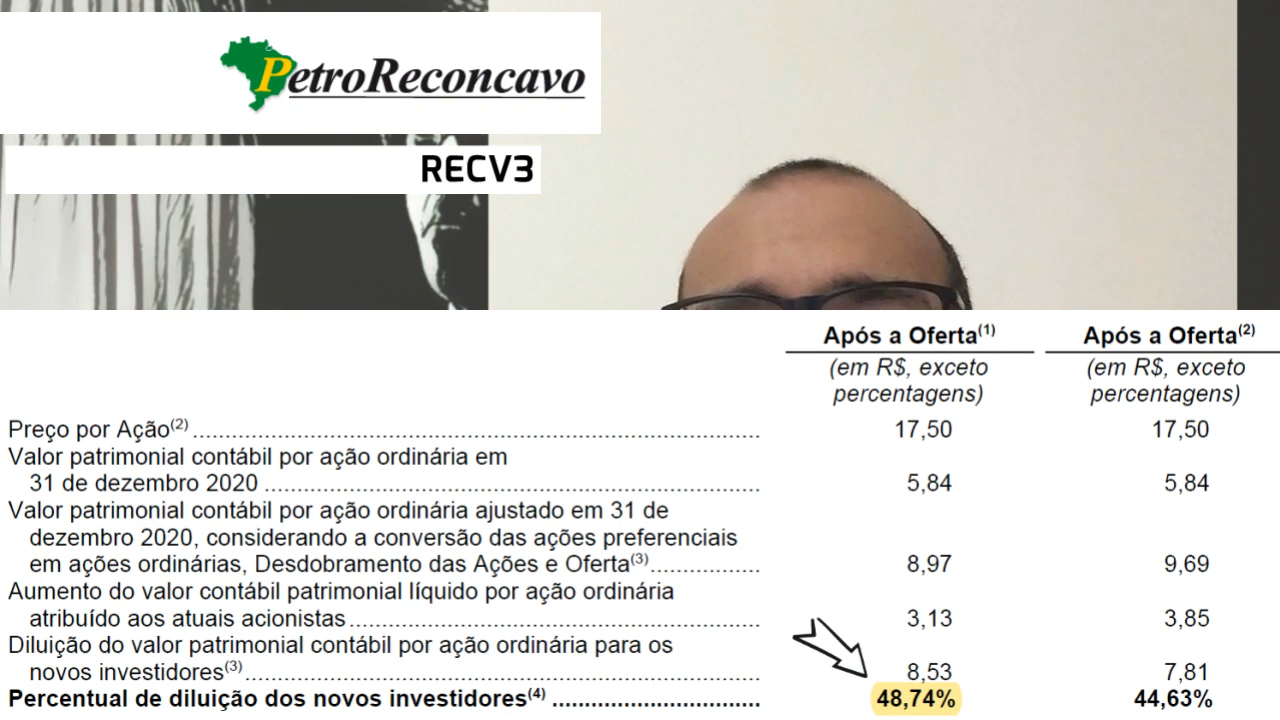 PetroReconcavo
RECV3
Após a Oferta(1) Após a Oferta(2)
(em R$, exceto (em R$, exceto
percentagens) percentagens)
Preço por Ação(2) ........................................................ 17,50 17,50
Valor patrimonial contábil por ação ordinária em
31 de dezembro 2020 ........................................................ 5,84 5,84
Valor patrimonial contábil por ação ordinária ajustado em 31 de
dezembro 2020, considerando a conversão das ações preferenciais
em ações ordinárias, Desdobramento das Ações e Oferta(3)................ 8,97 9,69
Aumento do valor contábil patrimonial líquido por ação ordinária
atribuído aos atuais acionistas........................................................ 3,13 3,85
Diluição do valor patrimonial contábil por ação ordinária para os
novos investidores(3)........................................................ 8,53 7,81
Percentual de diluição dos novos investidores(4) ............................... 48,74% 44,63%